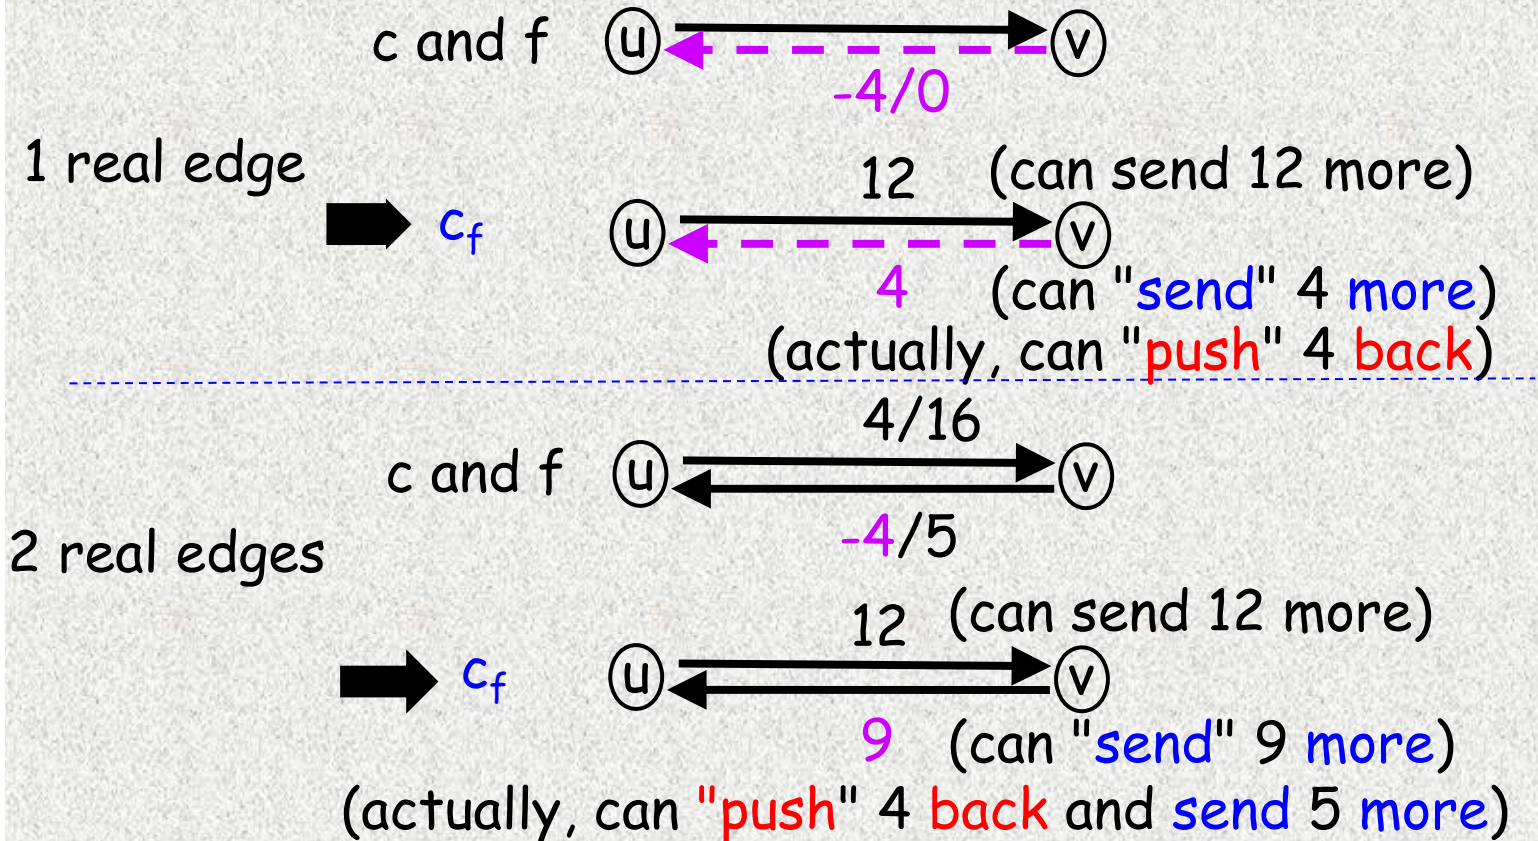 c and f u v
-4/0
1 real edge
12 (can send 12 more)
cf u v
4 (can "send" 4 more)
(actually, can "push" 4 back)
4/16
c and f u v
-4/5
2 real edges
12 (can send 12 more)
cf u v
9 (can "send" 9 more)
(actually, can "push" 4 back and send 5 more)